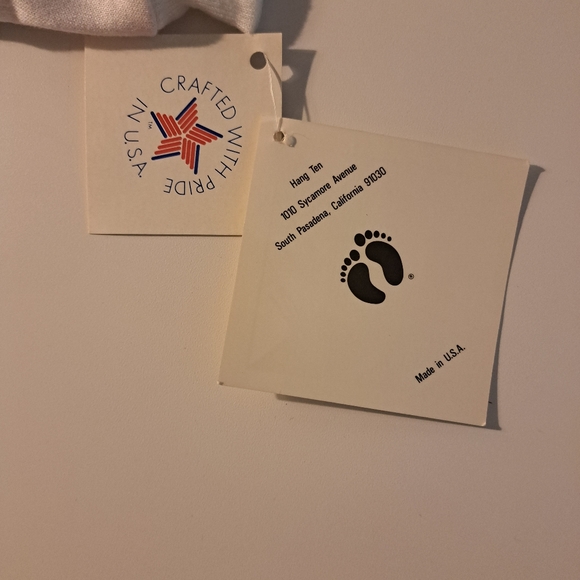 CRAFTED WITH PRIDE
IN U.S.A.
TM
Hang Ten
1010 Sycamore Avenue
South Pasadena, California 91030
®
Made in U.S.A.